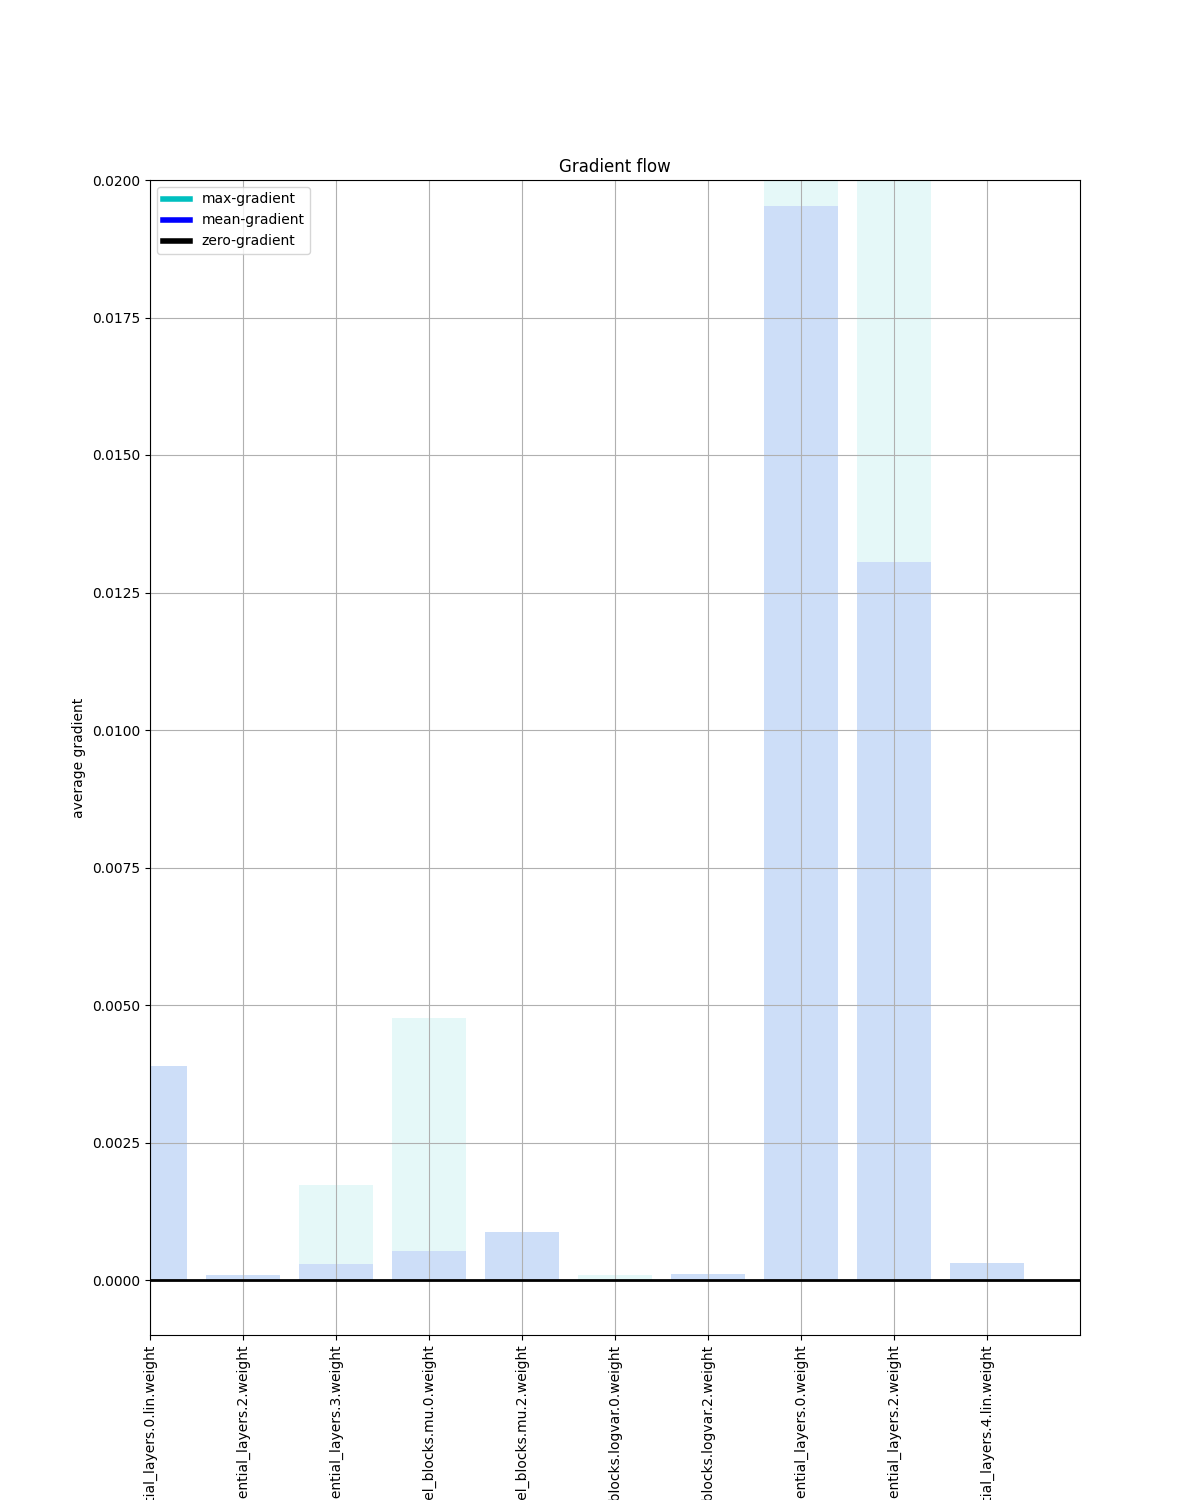 Gradient flow
max-gradient
mean-gradient
zero-gradient
0.0200
0.0175
0.0150
0.0125
0.0100
0.0075
0.0050
0.0025
0.0000
average gradient
tial_layers.0.lin.weight
ential_layers.2.weight
ential_layers.3.weight
el_blocks.mu.0.weight
el_blocks.mu.2.weight
blocks.logvar.0.weight
blocks.logvar.2.weight
ential_layers.0.weight
ential_layers.2.weight
tial_layers.4.lin.weight